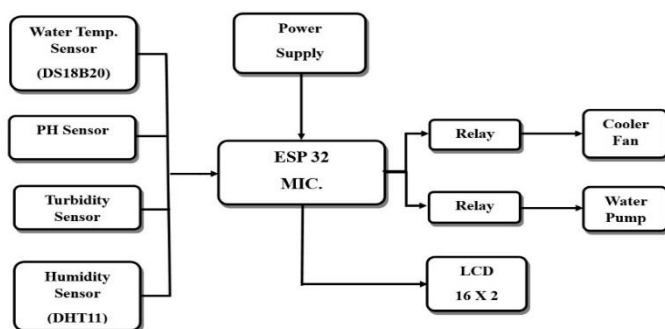 Water Temp.
Sensor
(DS18B20)
PH Sensor
Turbidity
Sensor
Humidity
Sensor
(DHT11)
Power
Supply
ESP 32
MIC.
Relay
Cooler
Fan
Relay
Water
Pump
LCD
16 X 2